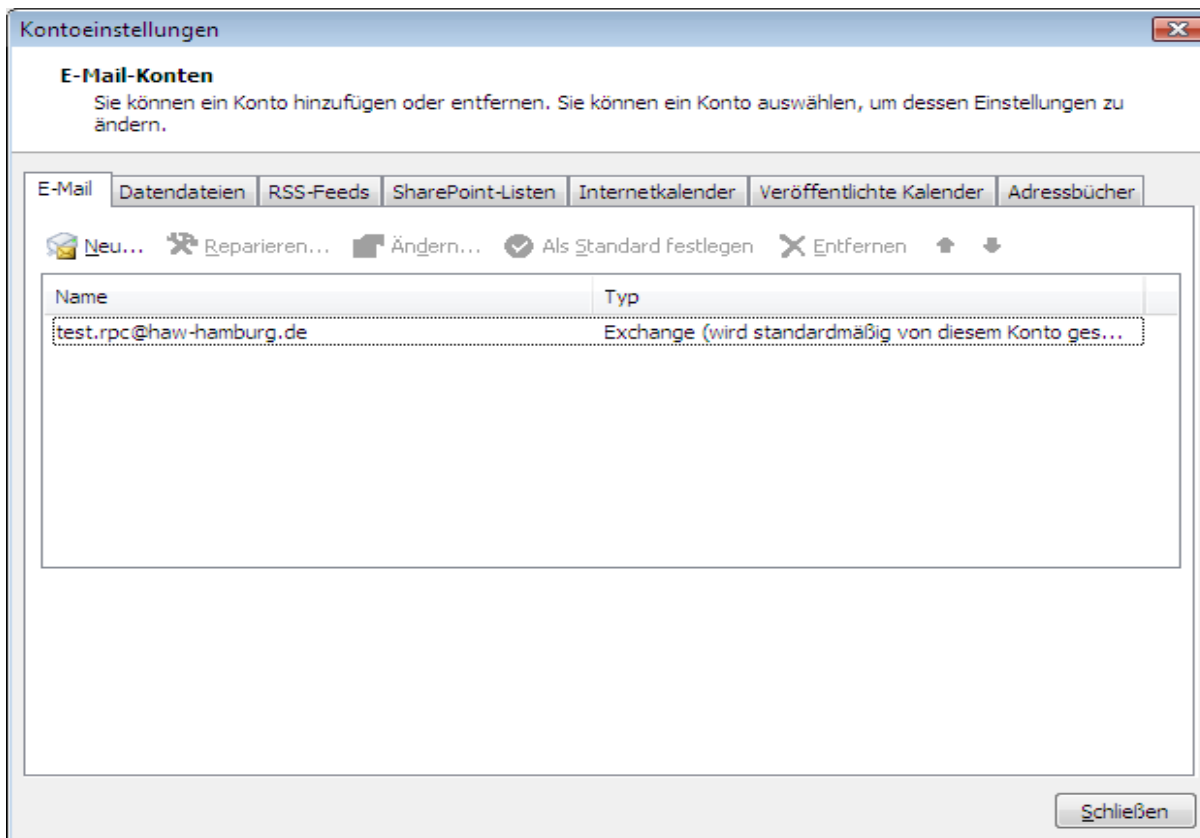 Kontoeinstellungen
E-Mail-Konten
Sie können ein Konto hinzufügen oder entfernen. Sie können ein Konto auswählen, um dessen Einstellungen zu
ändern.
E-Mail Datendateien RSS-Feeds SharePoint-Listen Internetkalender Veröffentlichte Kalender Adressbücher
Neu... Reparieren... Ändern... Als Standard festlegen Entfernen
Name Typ
test.rpc@haw-hamburg.de Exchange (wird standardmäßig von diesem Konto ges...
Schließen